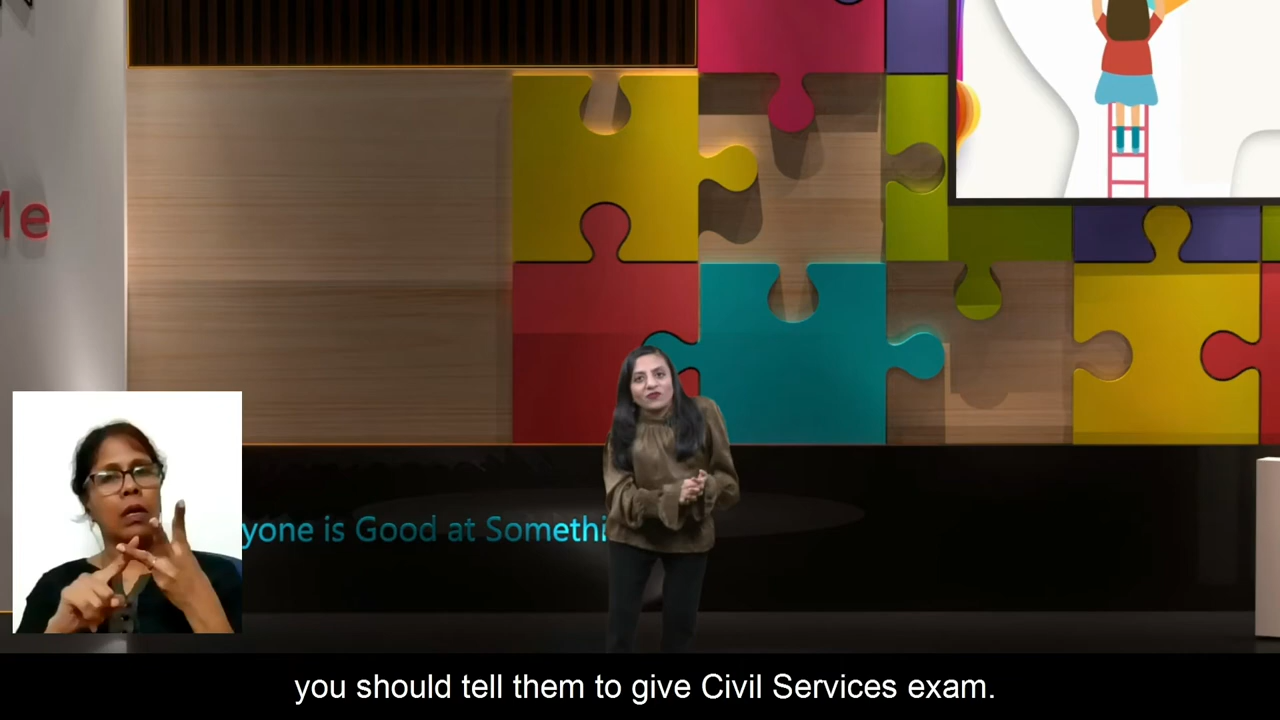 Me
yone is Good at Somethi
you should tell them to give Civil Services exam.